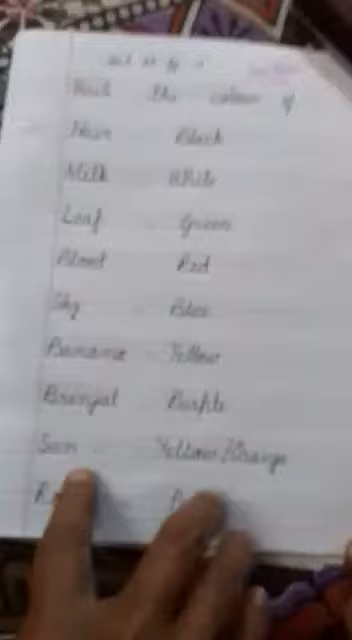 the colour of
Hair Black
Milk White
Leaf Green
Blood Red
Sky Blue
Banana Yellow
Brinjal Purple
Sun Yellow/Orange